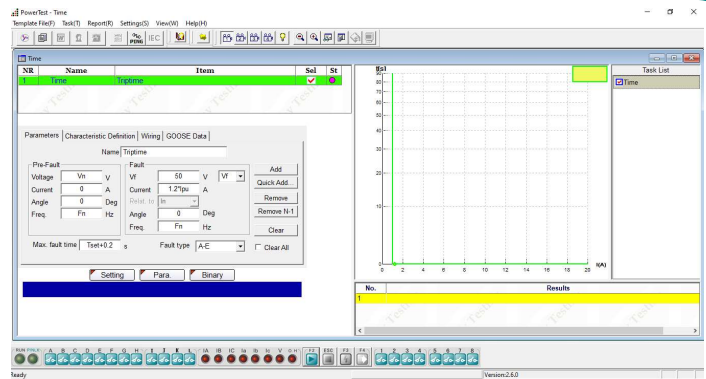 PowerTest - Time
Template File(F) Task(T) Report(R) Settings(S) View(W) Help(H)
IEC
Time
NR Name Item Sel St
1 Time Triptime
Parameters Characteristic Definition Wiring GOOSE Data
Name Triptime
Pre-Fault Fault
Voltage Vn V Vf 50 V Vf Add
Current 0 A Current 1.2*Ipu A Quick Add...
Angle 0 Deg Relat. to In Remove
Freq. Fn Hz Angle 0 Deg Remove N-1
Freq. Fn Hz Clear
Max. fault time Tset+0.2 s Fault type A-E Clear All
Setting Para. Binary
t[s]
90
80
70
60
50
40
30
20
10
0
0 2 4 6 8 10 12 14 16 18 20 I(A)
Task List
Time
No. Results
1
A B C D E F G H I J K L IA IB IC Ia Ib Ic V O H F2 ESC F3 F4 1 2 3 4 5 6 7 8
Ready Version:2.6.0